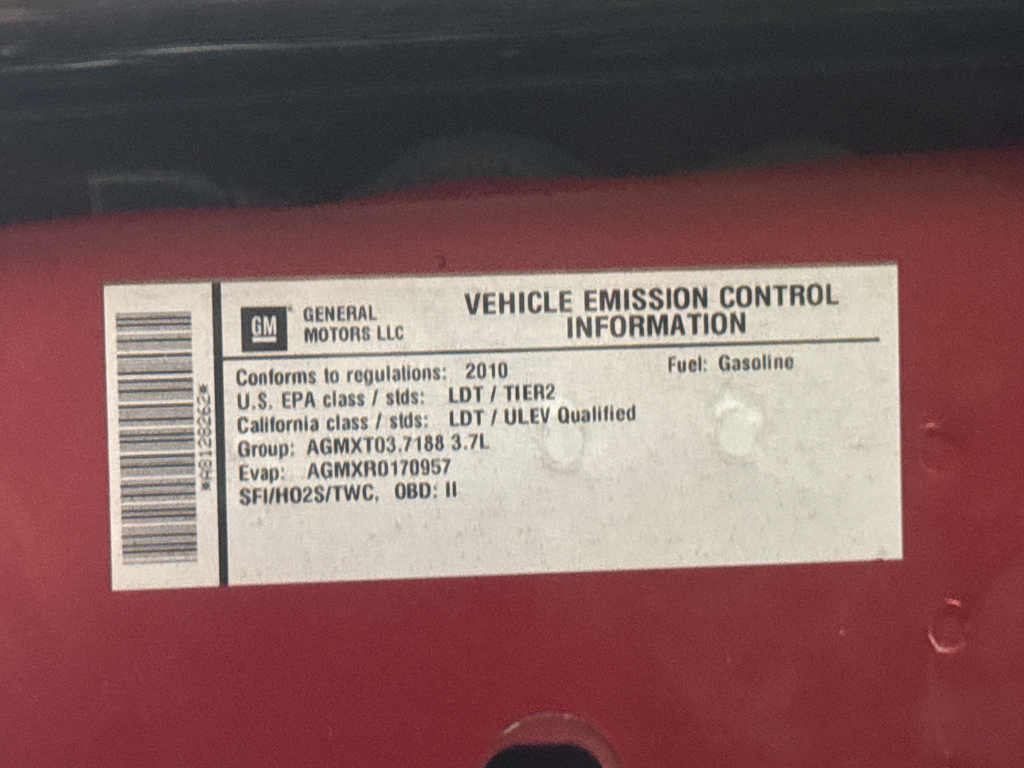 GM GENERAL MOTORS LLC
VEHICLE EMISSION CONTROL
INFORMATION
Conforms to regulations: 2010
Fuel: Gasoline
U.S. EPA class / stds: LDT / TIER2
California class / stds: LDT / ULEV Qualified
Group: AGMXT03.7188 3.7L
Evap: AGMXR0170957
SFI/HO2S/TWC, OBD: II